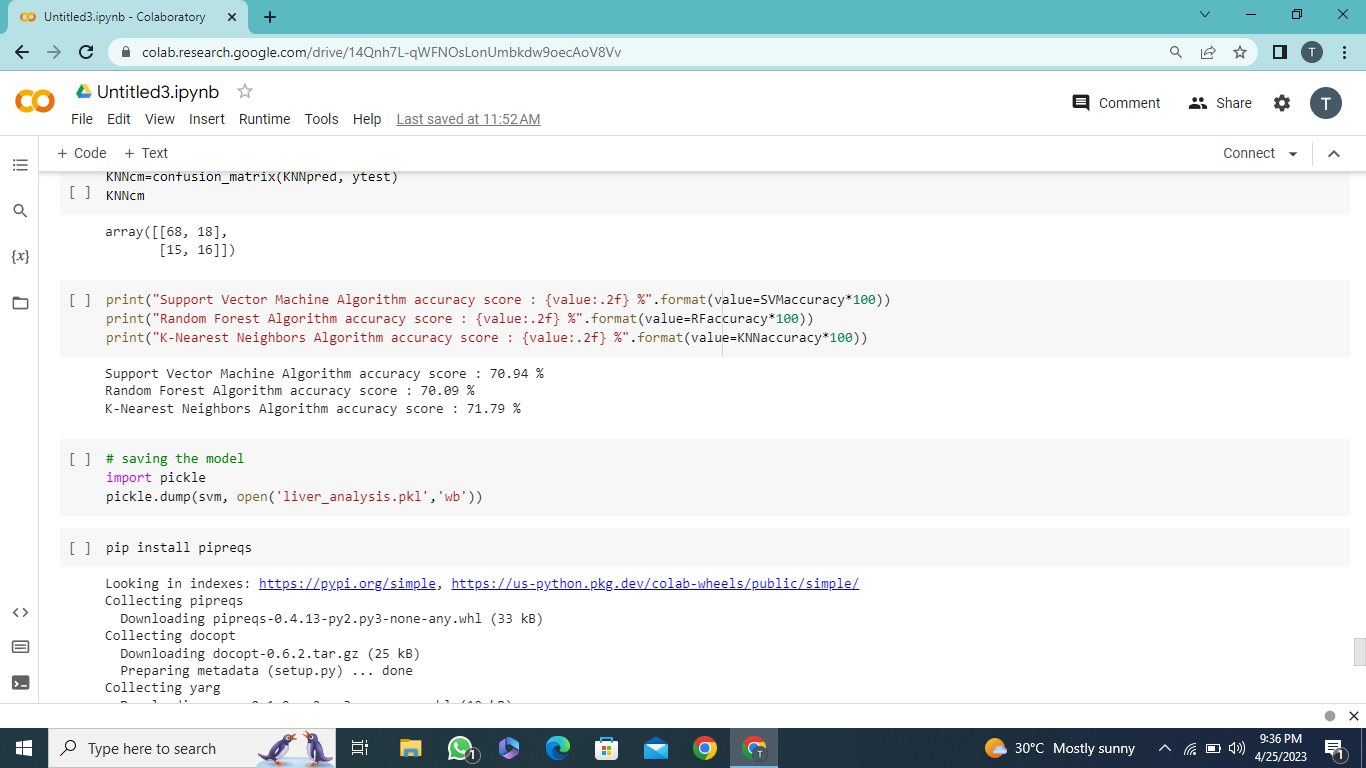 Untitled3.ipynb - Colaboratory
colab.research.google.com/drive/14Qnh7L-qWFNOsLonUmbkdw9oecAoV8Vv
T
Untitled3.ipynb
Comment
Share
T
File Edit View Insert Runtime Tools Help Last saved at 11:52 AM
+ Code + Text
Connect
KNNcm=confusion_matrix(KNNpred, ytest)
[ ] KNNcm
array([[68, 18],
[15, 16]])
{x}
[ ] print("Support Vector Machine Algorithm accuracy score : {value:.2f} %".format(value=SVMaccuracy*100))
print("Random Forest Algorithm accuracy score : {value:.2f} %".format(value=RFaccuracy*100))
print("K-Nearest Neighbors Algorithm accuracy score : {value:.2f} %".format(value=KNNaccuracy*100))
Support Vector Machine Algorithm accuracy score : 70.94 %
Random Forest Algorithm accuracy score : 70.09 %
K-Nearest Neighbors Algorithm accuracy score : 71.79 %
[ ] # saving the model
import pickle
pickle.dump(svm, open('liver_analysis.pkl','wb'))
[ ] pip install pipreqs
Looking in indexes: https://pypi.org/simple, https://us-python.pkg.dev/colab-wheels/public/simple/
Collecting pipreqs
Downloading pipreqs-0.4.13-py2.py3-none-any.whl (33 kB)
Collecting docopt
Downloading docopt-0.6.2.tar.gz (25 kB)
Preparing metadata (setup.py) ... done
Collecting yarg
Type here to search
1
T
30°C Mostly sunny
9:36 PM
4/25/2023
1